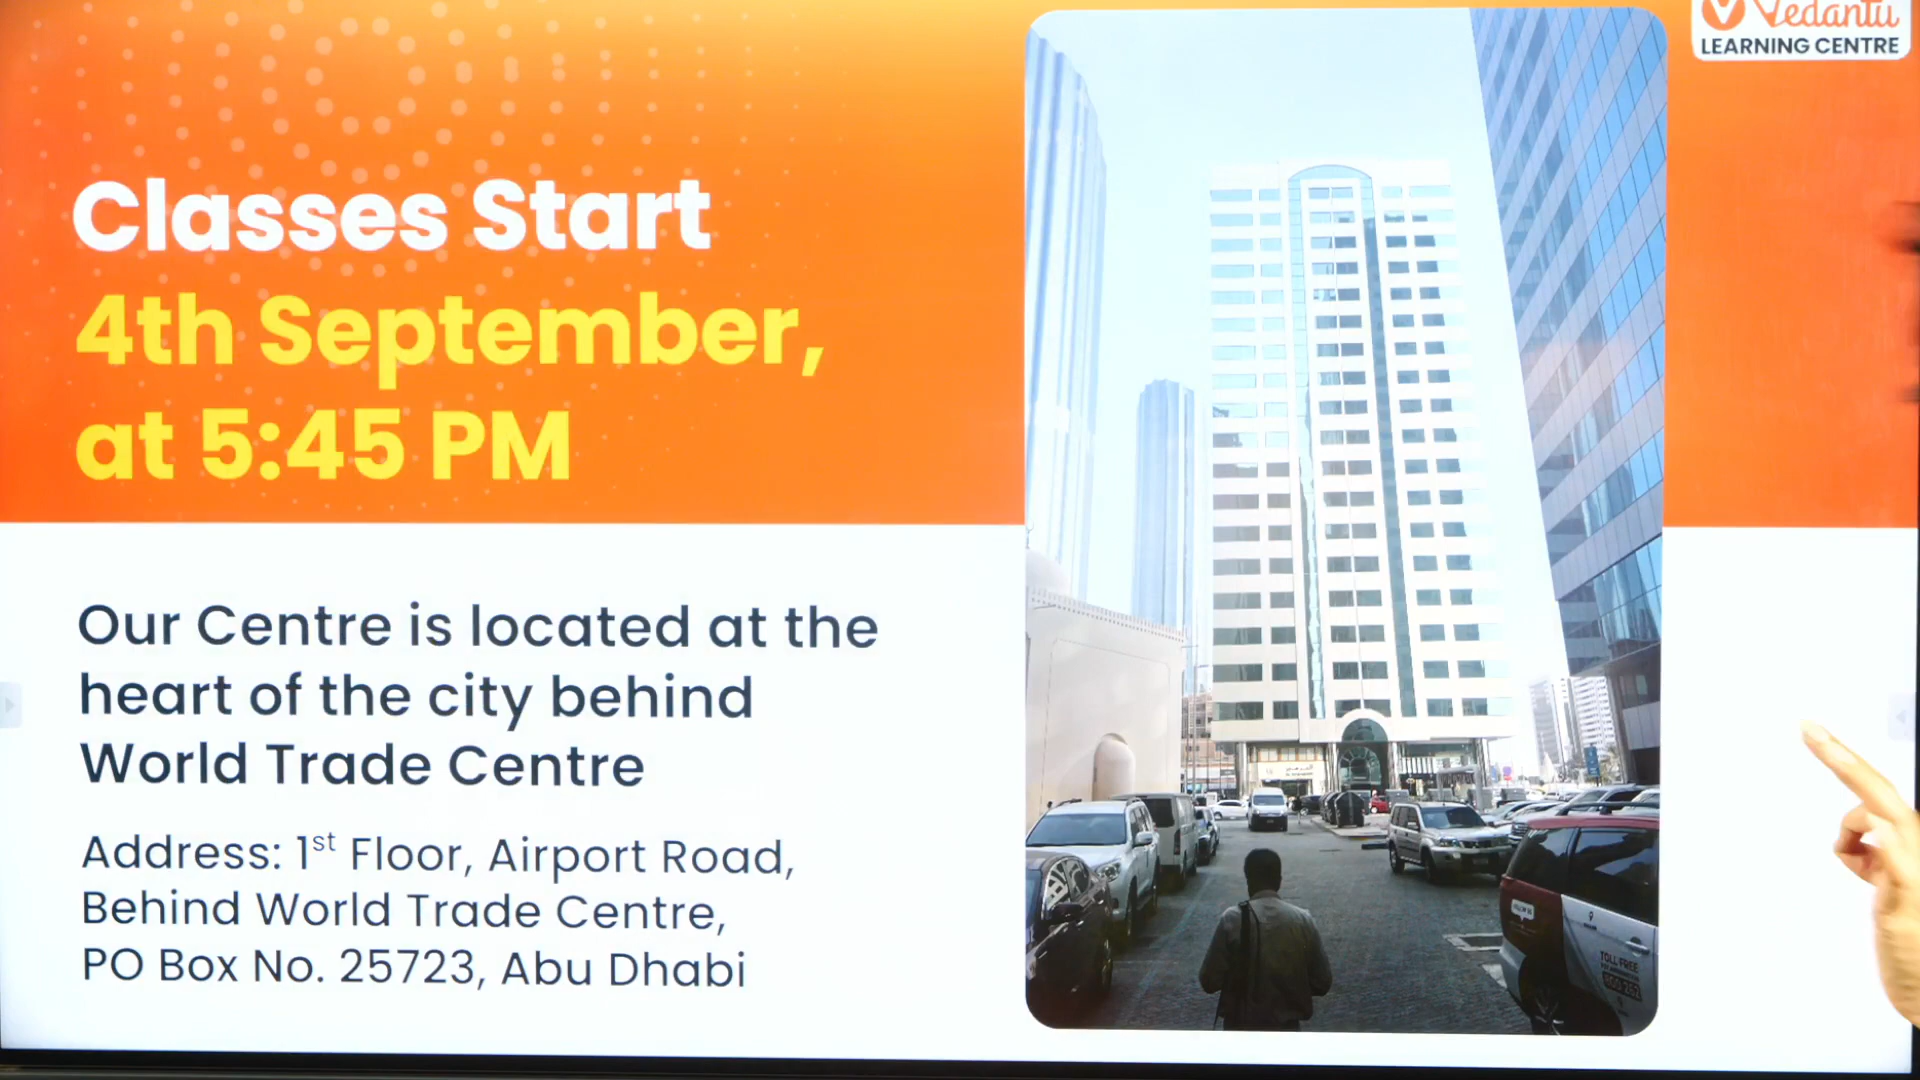 Vedantu
LEARNING CENTRE
Classes Start
4th September,
at 5:45 PM
Our Centre is located at the
heart of the city behind
World Trade Centre
Address: 1st Floor, Airport Road,
Behind World Trade Centre,
PO Box No. 25723, Abu Dhabi
TOLL FREE